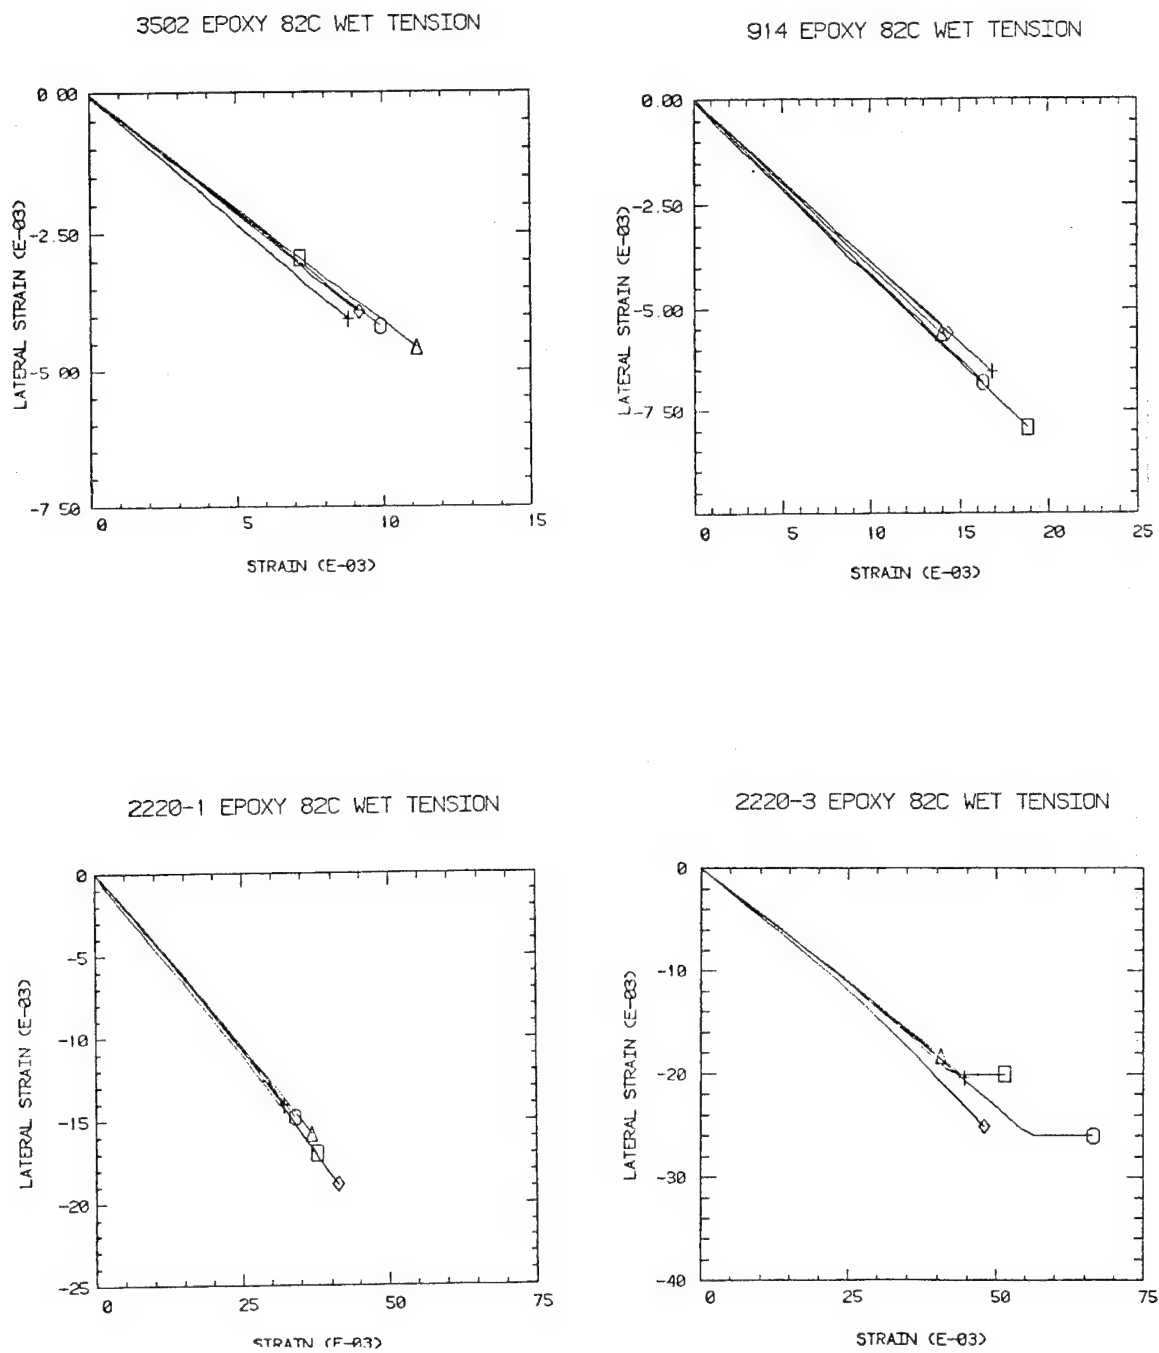 3502 EPOXY 82C WET TENSION
0 00
-2.50
-5 00
-7 50
LATERAL STRAIN (E-03)
0 5 10 15
STRAIN (E-03)
914 EPOXY 82C WET TENSION
0.00
-2.50
-5.00
-7 50
LATERAL STRAIN (E-03)
0 5 10 15 20 25
STRAIN (E-03)
2220-1 EPOXY 82C WET TENSION
0
-5
-10
-15
-20
-25
LATERAL STRAIN (E-03)
0 25 50 75
STRAIN (E-03)
2220-3 EPOXY 82C WET TENSION
0
-10
-20
-30
-40
LATERAL STRAIN (E-03)
0 25 50 75
STRAIN (E-03)